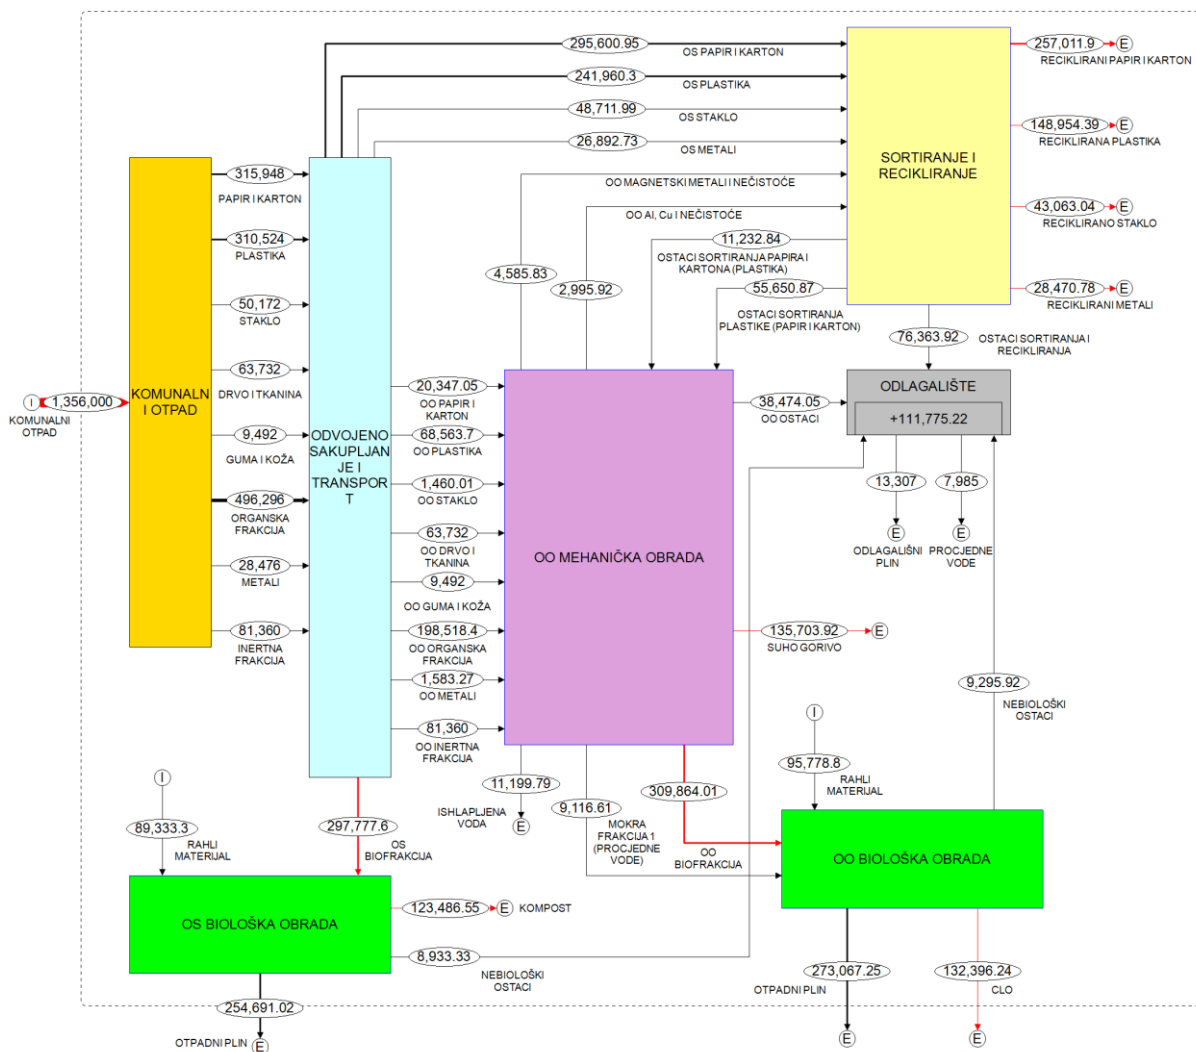 295,600.95
OS PAPIR I KARTON
241,960.3
OS PLASTIKA
48,711.99
OS STAKLO
26,892.73
OS METALI
OO MAGNETSKI METALI I NEČISTOĆE
OO Al, Cu I NEČISTOĆE
4,585.83
2,995.92
11,232.84
OSTACI SORTIRANJA PAPIRA I
KARTONA (PLASTIKA)
55,650.87
OSTACI SORTIRANJA
PLASTIKE (PAPIR I KARTON)
SORTIRANJE I
RECIKLIRANJE
257,011.9
E
RECIKLIRANI PAPIR I KARTON
148,954.39
E
RECIKLIRANA PLASTIKA
43,063.04
E
RECIKLIRANO STAKLO
28,470.78
E
RECIKLIRANI METALI
76,363.92
OSTACI SORTIRANJA I
RECIKLIRANJA
I
1,356,000
KOMUNALNI
OTPAD
KOMUNALN
I OTPAD
315,948
PAPIR I KARTON
310,524
PLASTIKA
50,172
STAKLO
63,732
DRVO I TKANINA
9,492
GUMA I KOŽA
496,296
ORGANSKA
FRAKCIJA
28,476
METALI
81,360
INERTNA
FRAKCIJA
ODVOJENO
SAKUPLJAN
JE I
TRANSPOR
T
20,347.05
OO PAPIR I
KARTON
68,563.7
OO PLASTIKA
1,460.01
OO STAKLO
63,732
OO DRVO I
TKANINA
9,492
OO GUMA I KOŽA
198,518.4
OO ORGANSKA
FRAKCIJA
1,583.27
OO METALI
81,360
OO INERTNA
FRAKCIJA
OO MEHANIČKA OBRADA
38,474.05
OO OSTACI
ODLAGALIŠTE
+111,775.22
13,307
E
ODLAGALIŠNI
PLIN
7,985
E
PROCJEDNE
VODE
135,703.92
E
SUHO GORIVO
9,295.92
NEBIOLOŠKI
OSTACI
I
95,778.8
RAHLI
MATERIJAL
11,199.79
ISHLAPLJENA
VODA
E
9,116.61
MOKRA
FRAKCIJA 1
(PROCJEDNE
VODE)
309,864.01
OO
BIOFRAKCIJA
OO BIOLOŠKA OBRADA
I
89,333.3
RAHLI
MATERIJAL
297,777.6
OS
BIOFRAKCIJA
OS BIOLOŠKA OBRADA
123,486.55
E
KOMPOST
8,933.33
NEBIOLOŠKI
OSTACI
254,691.02
OTPADNI PLIN
E
273,067.25
OTPADNI PLIN
E
132,396.24
CLO
E